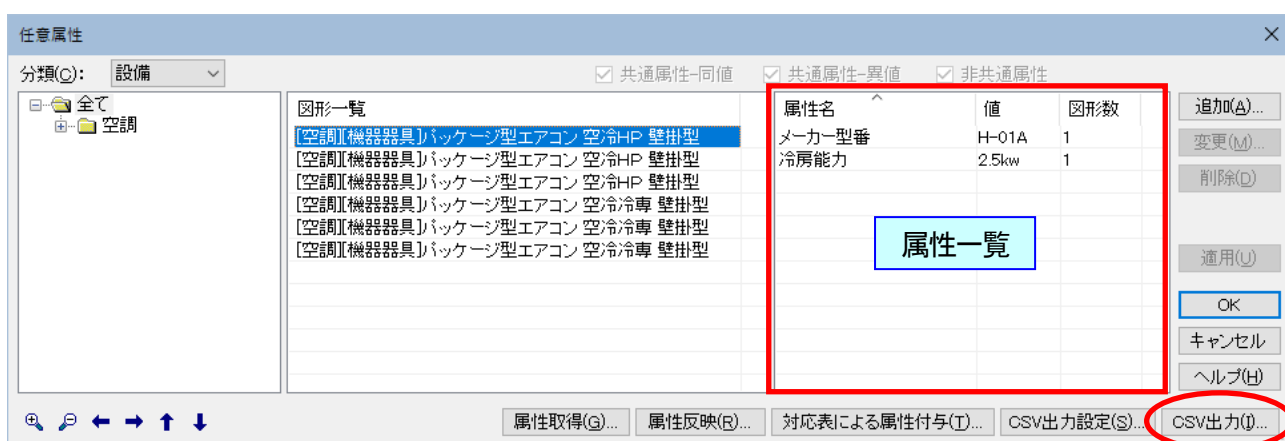 任意属性
分類(C): 設備
共通属性-同値 共通属性-異値 非共通属性
全て
空調
図形一覧
[空調][機器器具]パッケージ型エアコン 空冷HP 壁掛型
[空調][機器器具]パッケージ型エアコン 空冷HP 壁掛型
[空調][機器器具]パッケージ型エアコン 空冷HP 壁掛型
[空調][機器器具]パッケージ型エアコン 空冷冷専 壁掛型
[空調][機器器具]パッケージ型エアコン 空冷冷専 壁掛型
[空調][機器器具]パッケージ型エアコン 空冷冷専 壁掛型
属性名 値 図形数
メーカー型番 H-01A 1
冷房能力 2.5kw 1
属性一覧
追加(A)...
変更(M)...
削除(D)
適用(U)
OK
キャンセル
ヘルプ(H)
属性取得(G)... 属性反映(R)... 対応表による属性付与(T)... CSV出力設定(S)... CSV出力(I)...